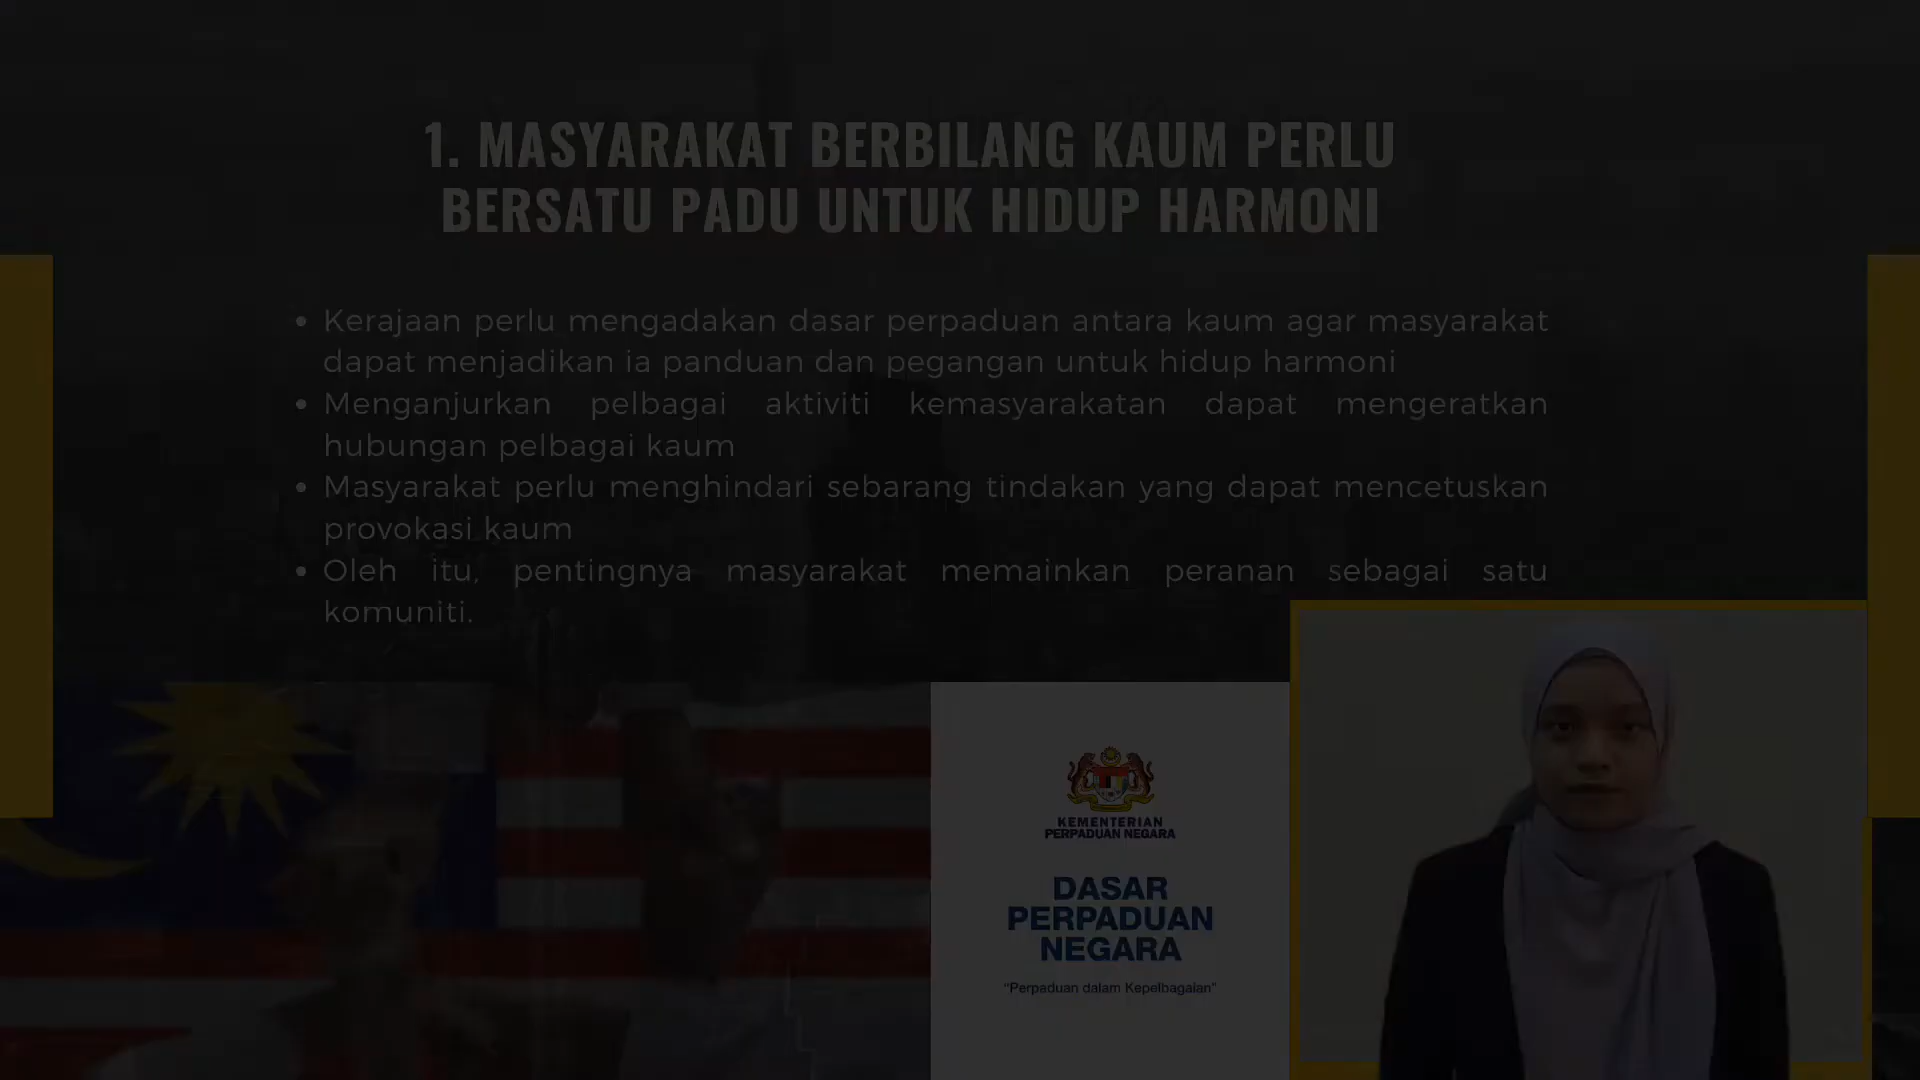 1. MASYARAKAT BERBILANG KAUM PERLU
BERSATU PADU UNTUK HIDUP HARMONI
• Kerajaan perlu mengadakan dasar perpaduan antara kaum agar masyarakat
dapat menjadikan ia panduan dan pegangan untuk hidup harmoni
• Menganjurkan pelbagai aktiviti kemasyarakatan dapat mengeratkan
hubungan pelbagai kaum
• Masyarakat perlu menghindari sebarang tindakan yang dapat mencetuskan
provokasi kaum
• Oleh itu, pentingnya masyarakat memainkan peranan sebagai satu
komuniti.
KEMENTERIAN
PERPADUAN NEGARA
DASAR
PERPADUAN
NEGARA
"Perpaduan dalam Kepelbagaian"